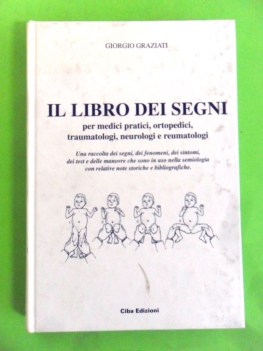 GIORGIO GRAZIATI
IL LIBRO DEI SEGNI
per medici pratici, ortopedici,
traumatologi, neurologi e reumatologi
Una raccolta dei segni, dei fenomeni, dei sintomi,
dei test e delle manovre che sono in uso nella semiologia
con relative note storiche e bibliografiche.
Ciba Edizioni